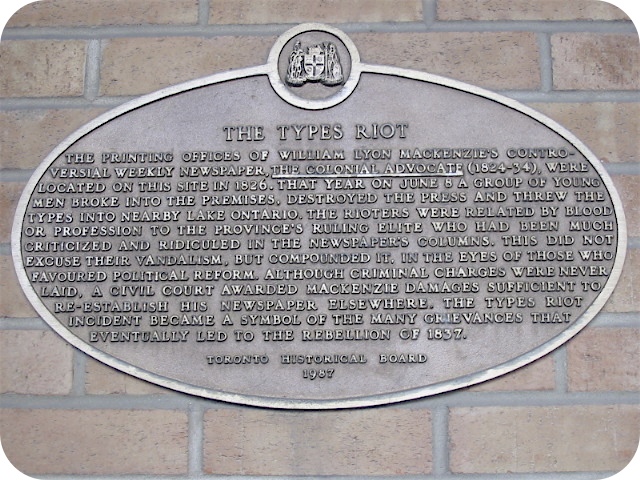 THE TYPES RIOT
THE PRINTING OFFICES OF WILLIAM LYON MACKENZIE'S CONTRO-
VERSIAL WEEKLY NEWSPAPER, THE COLONIAL ADVOCATE (1824-34), WERE
LOCATED ON THIS SITE IN 1826. THAT YEAR ON JUNE 8 A GROUP OF YOUNG
MEN BROKE INTO THE PREMISES, DESTROYED THE PRESS AND THREW THE
TYPES INTO NEARBY LAKE ONTARIO. THE RIOTERS WERE RELATED BY BLOOD
OR PROFESSION TO THE PROVINCE'S RULING ELITE WHO HAD BEEN MUCH
CRITICIZED AND RIDICULED IN THE NEWSPAPER'S COLUMNS. THIS DID NOT
EXCUSE THEIR VANDALISM, BUT COMPOUNDED IT, IN THE EYES OF THOSE WHO
FAVOURED POLITICAL REFORM. ALTHOUGH CRIMINAL CHARGES WERE NEVER
LAID, A CIVIL COURT AWARDED MACKENZIE DAMAGES SUFFICIENT TO
RE-ESTABLISH HIS NEWSPAPER ELSEWHERE. THE TYPES RIOT
INCIDENT BECAME A SYMBOL OF THE MANY GRIEVANCES THAT
EVENTUALLY LED TO THE REBELLION OF 1837.
TORONTO HISTORICAL BOARD
1987